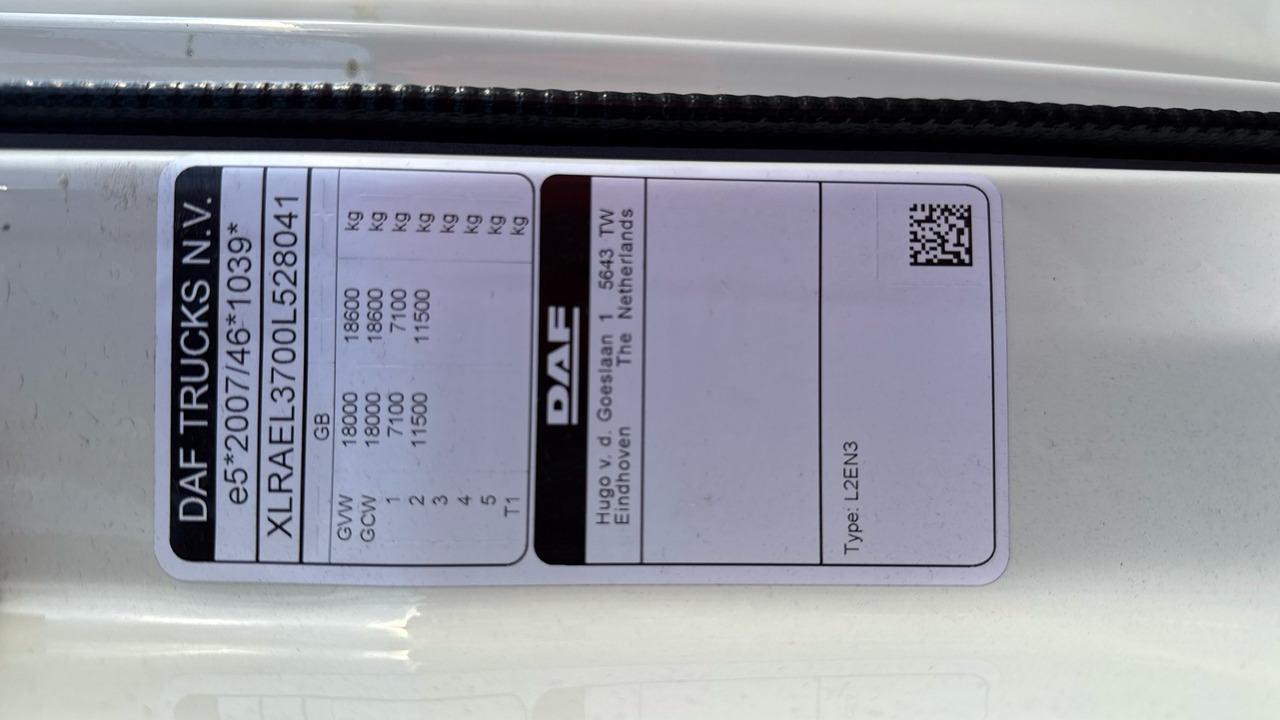 DAF TRUCKS N.V.
e5*2007/46*1039*
XLRAEL3700L528041
GB
GVW 18000 18600 kg
GCW 18000 18600 kg
1 7100 7100 kg
2 11500 11500 kg
3 kg
4 kg
5 kg
T1 kg
DAF
Hugo v. d. Goeslaan 1 5643 TW
Eindhoven The Netherlands
Type: L2EN3